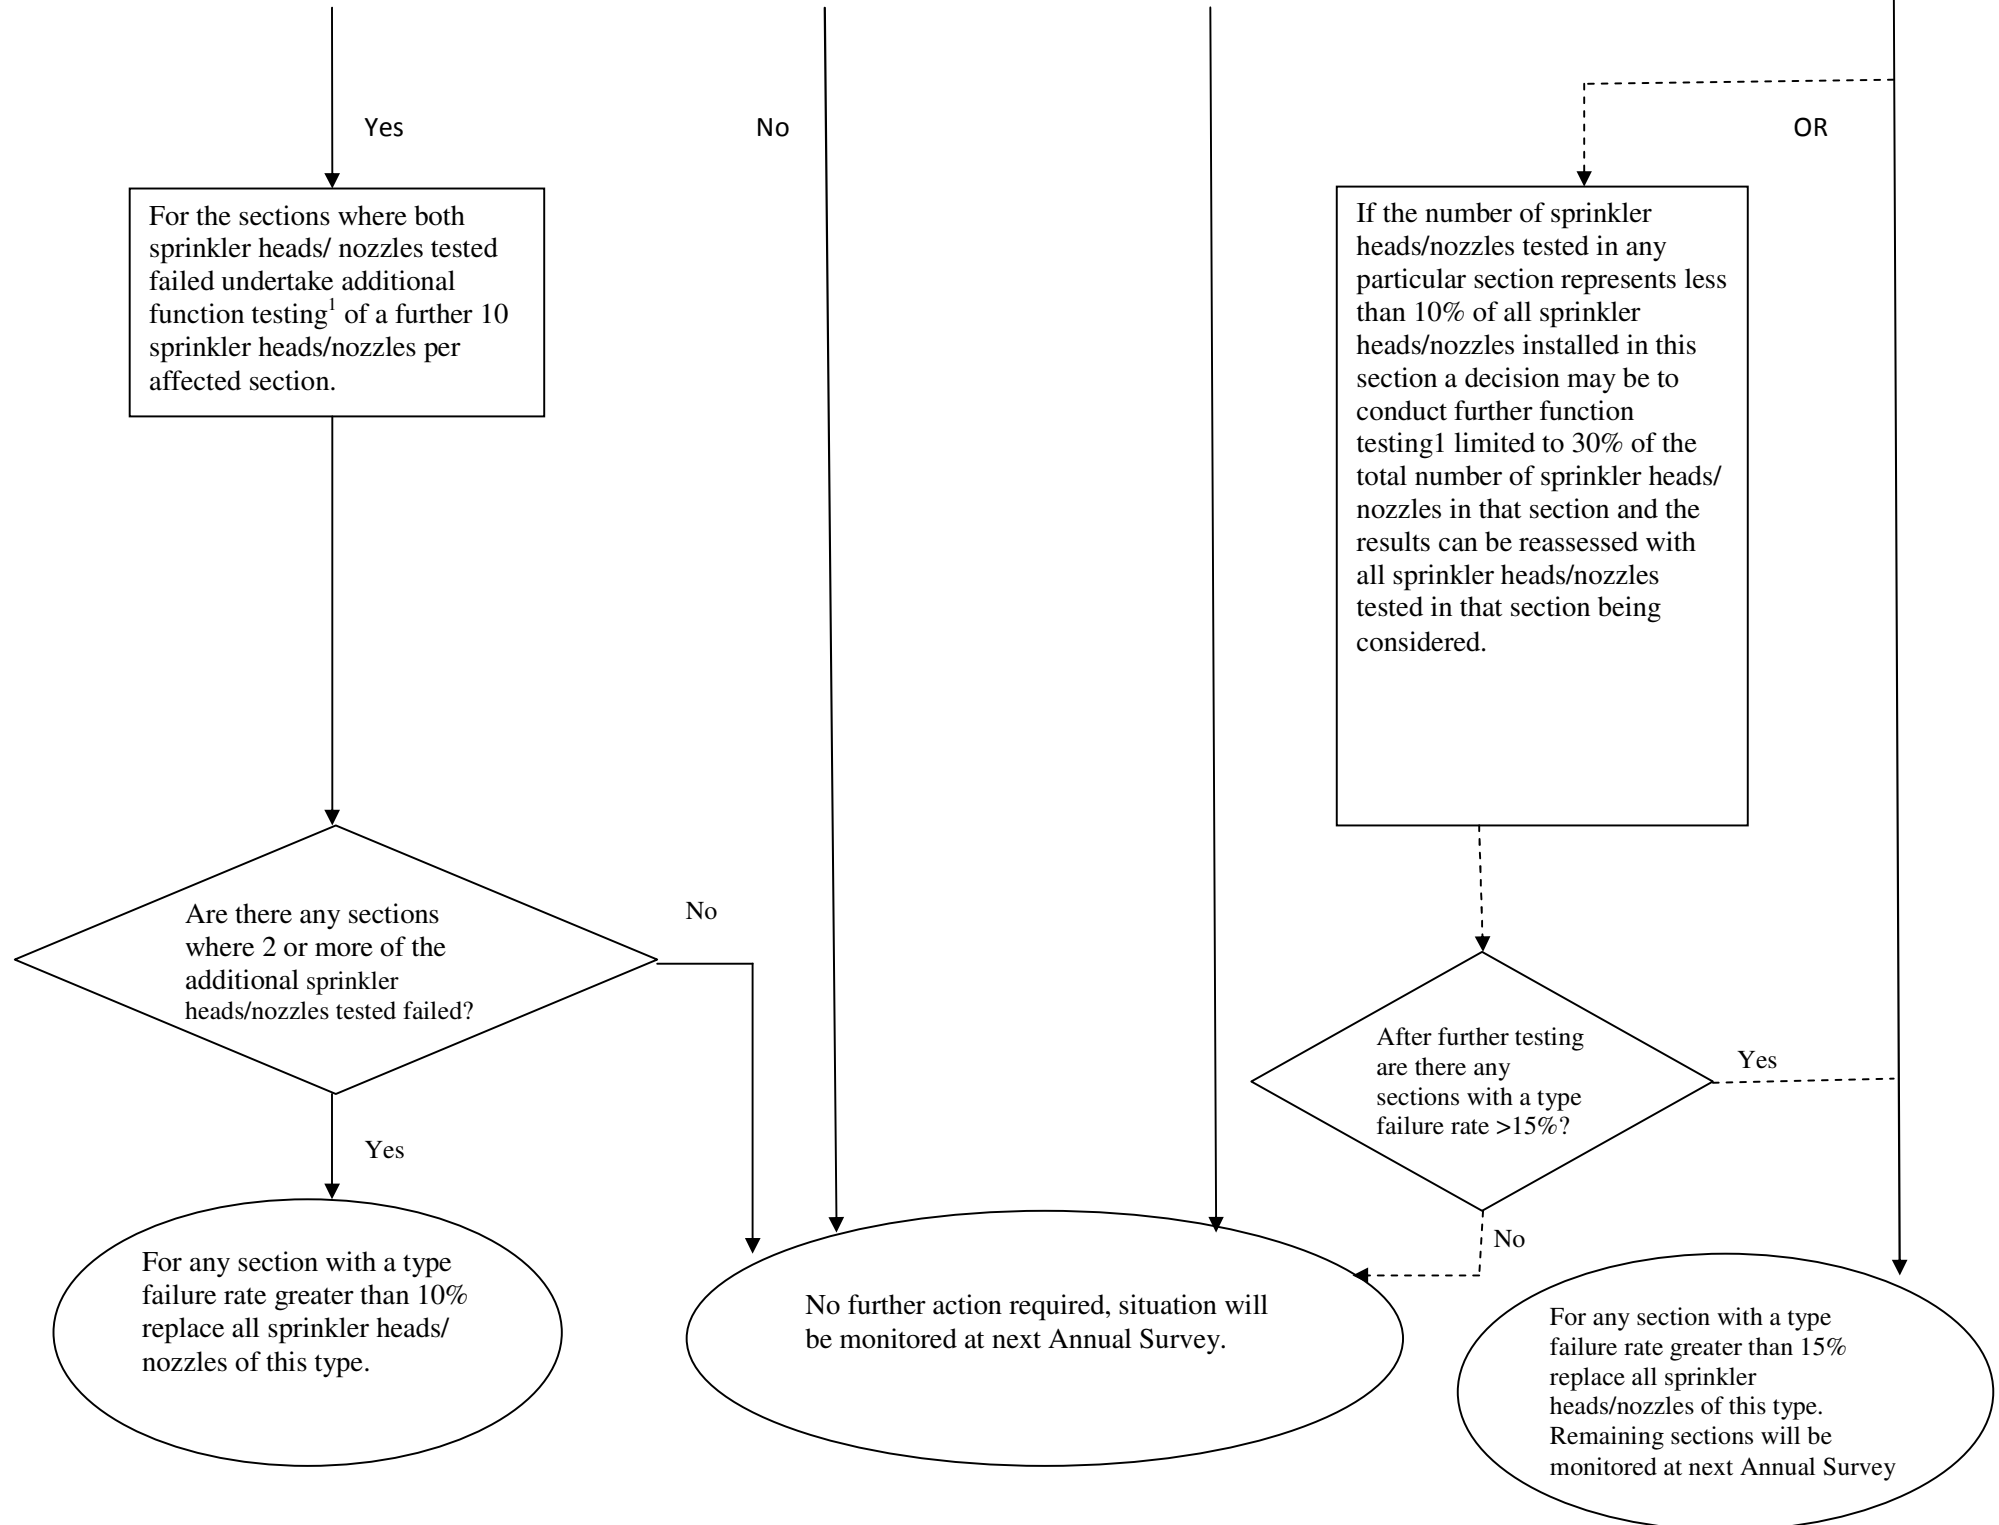 Yes
No
OR
For the sections where both
sprinkler heads/ nozzles tested
failed undertake additional
function testing1 of a further 10
sprinkler heads/nozzles per
affected section.
If the number of sprinkler
heads/nozzles tested in any
particular section represents less
than 10% of all sprinkler
heads/nozzles installed in this
section a decision may be to
conduct further function
testing1 limited to 30% of the
total number of sprinkler heads/
nozzles in that section and the
results can be reassessed with
all sprinkler heads/nozzles
tested in that section being
considered.
Are there any sections
where 2 or more of the
additional sprinkler
heads/nozzles tested failed?
No
After further testing
are there any
sections with a type
failure rate >15%?
Yes
Yes
No
For any section with a type
failure rate greater than 10%
replace all sprinkler heads/
nozzles of this type.
No further action required, situation will
be monitored at next Annual Survey.
For any section with a type
failure rate greater than 15%
replace all sprinkler
heads/nozzles of this type.
Remaining sections will be
monitored at next Annual Survey